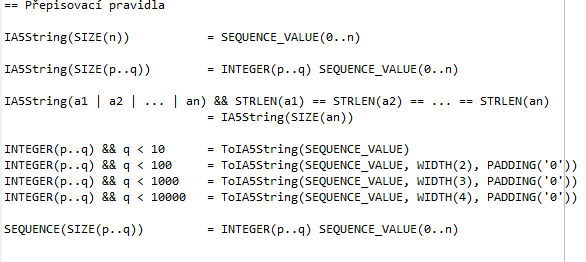 == Přepisovací pravidla
IA5String(SIZE(n)) = SEQUENCE_VALUE(0..n)
IA5String(SIZE(p..q)) = INTEGER(p..q) SEQUENCE_VALUE(0..n)
IA5String(a1 | a2 | ... | an) && STRLEN(a1) == STRLEN(a2) == ... == STRLEN(an)
= IA5String(SIZE(an))
INTEGER(p..q) && q < 10 = ToIA5String(SEQUENCE_VALUE)
INTEGER(p..q) && q < 100 = ToIA5String(SEQUENCE_VALUE, WIDTH(2), PADDING('0'))
INTEGER(p..q) && q < 1000 = ToIA5String(SEQUENCE_VALUE, WIDTH(3), PADDING('0'))
INTEGER(p..q) && q < 10000 = ToIA5String(SEQUENCE_VALUE, WIDTH(4), PADDING('0'))
SEQUENCE(SIZE(p..q)) = INTEGER(p..q) SEQUENCE_VALUE(0..n)